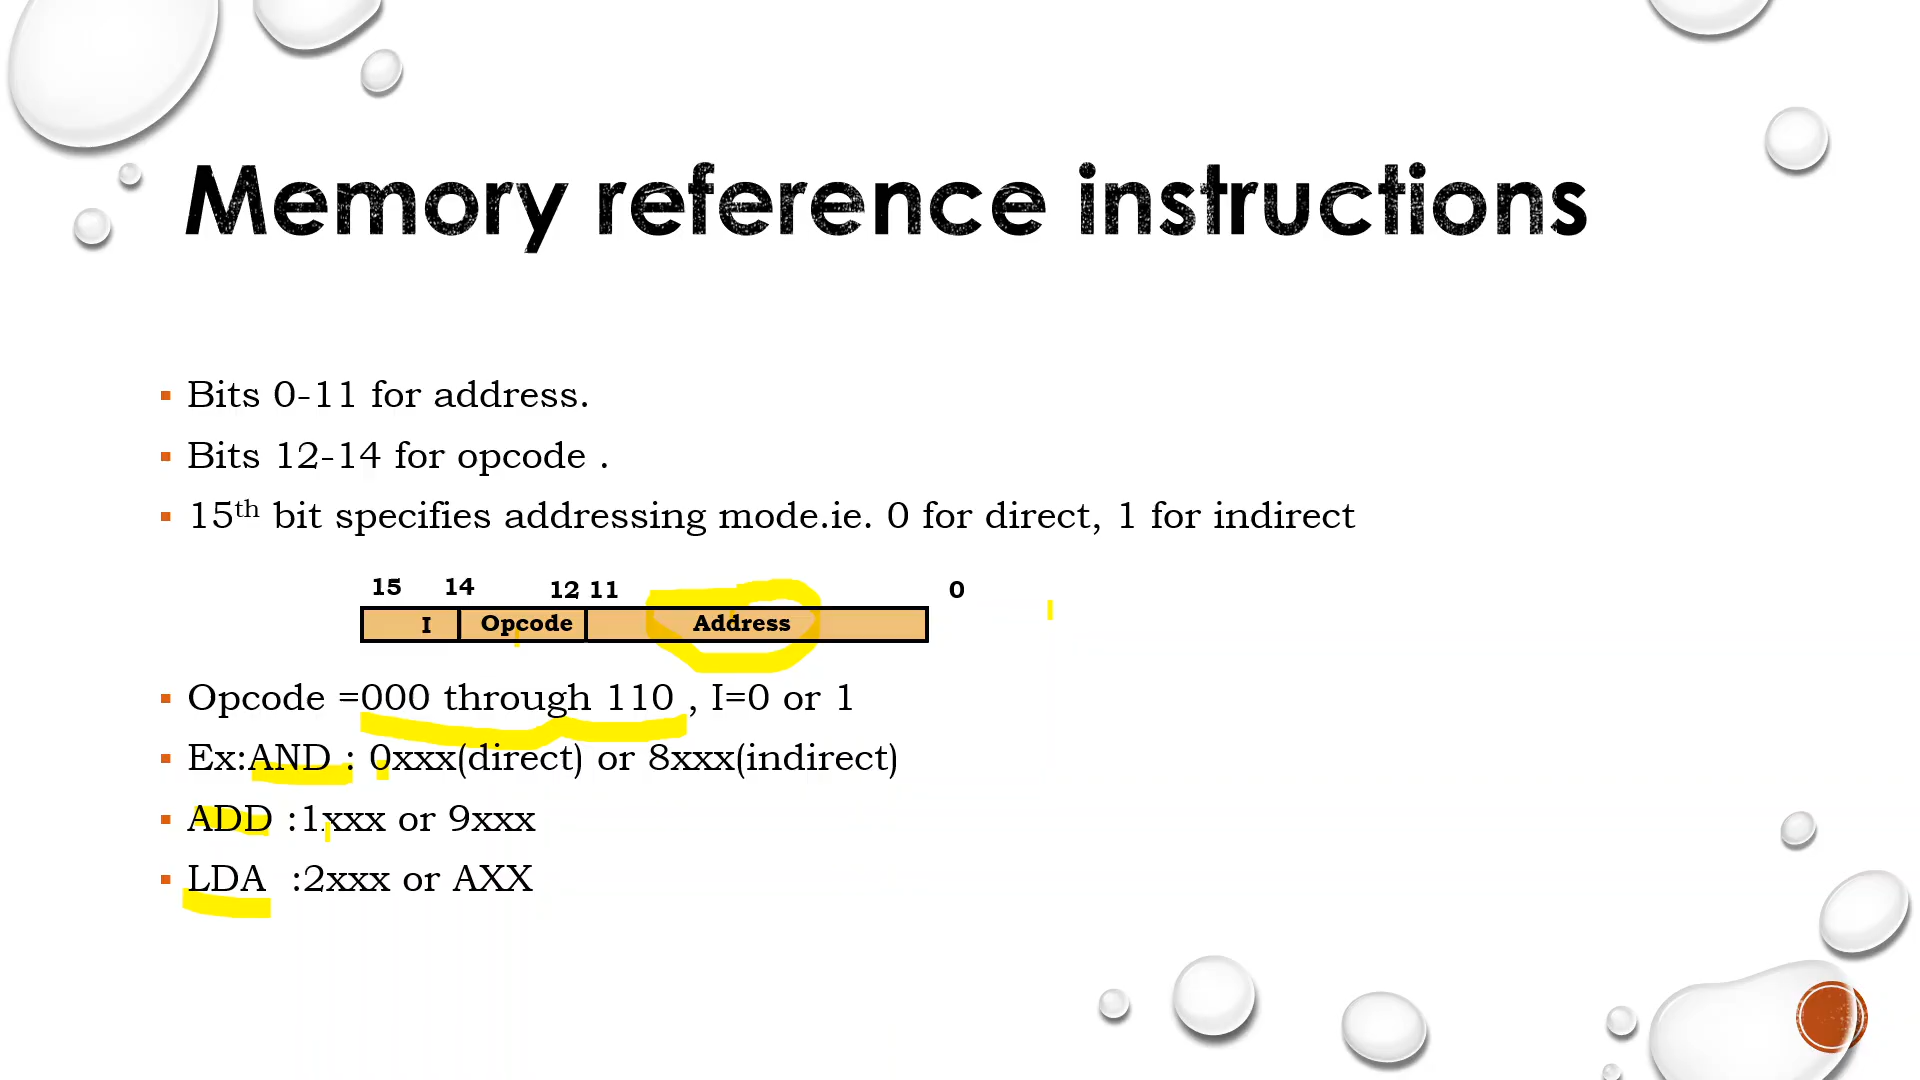 Memory reference instructions
Bits 0-11 for address.
Bits 12-14 for opcode .
15th bit specifies addressing mode.ie. 0 for direct, 1 for indirect
15 14 12 11 0
I Opcode Address
Opcode =000 through 110 , I=0 or 1
Ex:AND : 0xxx(direct) or 8xxx(indirect)
ADD :1xxx or 9xxx
LDA :2xxx or AXX